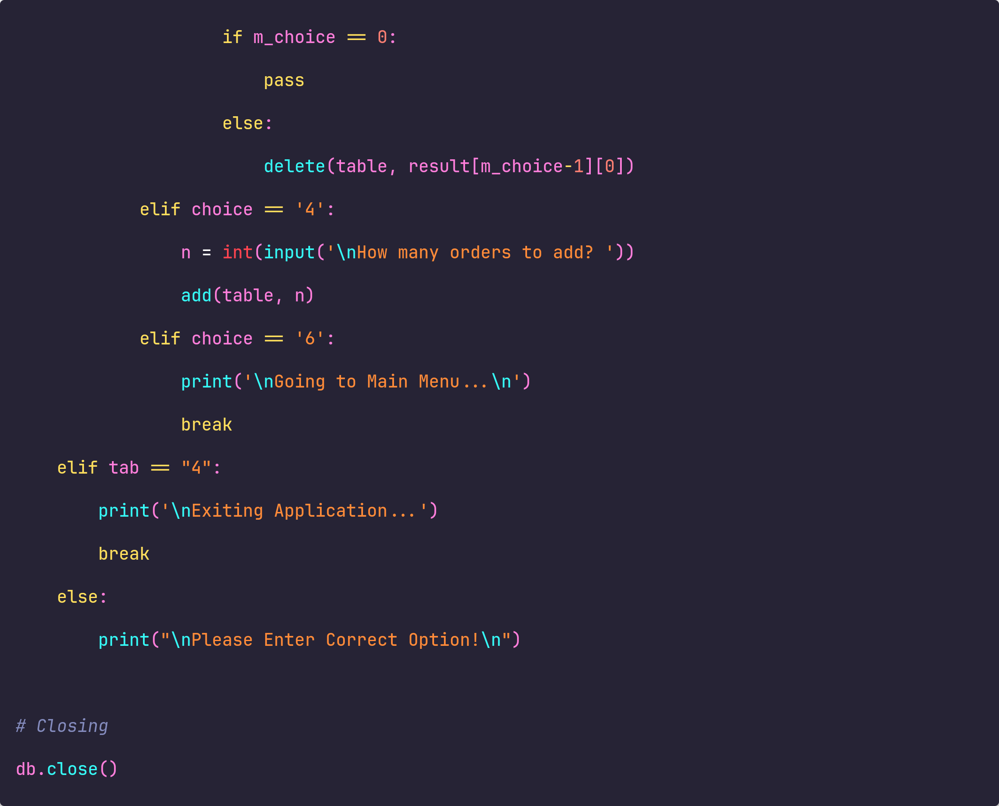 if m_choice == 0:
                        pass
                    else:
                        delete(table, result[m_choice-1][0])
            elif choice == '4':
                n = int(input('\nHow many orders to add? '))
                add(table, n)
            elif choice == '6':
                print('\nGoing to Main Menu...\n')
                break
    elif tab == "4":
        print('\nExiting Application...')
        break
    else:
        print("\nPlease Enter Correct Option!\n")

# Closing
db.close()